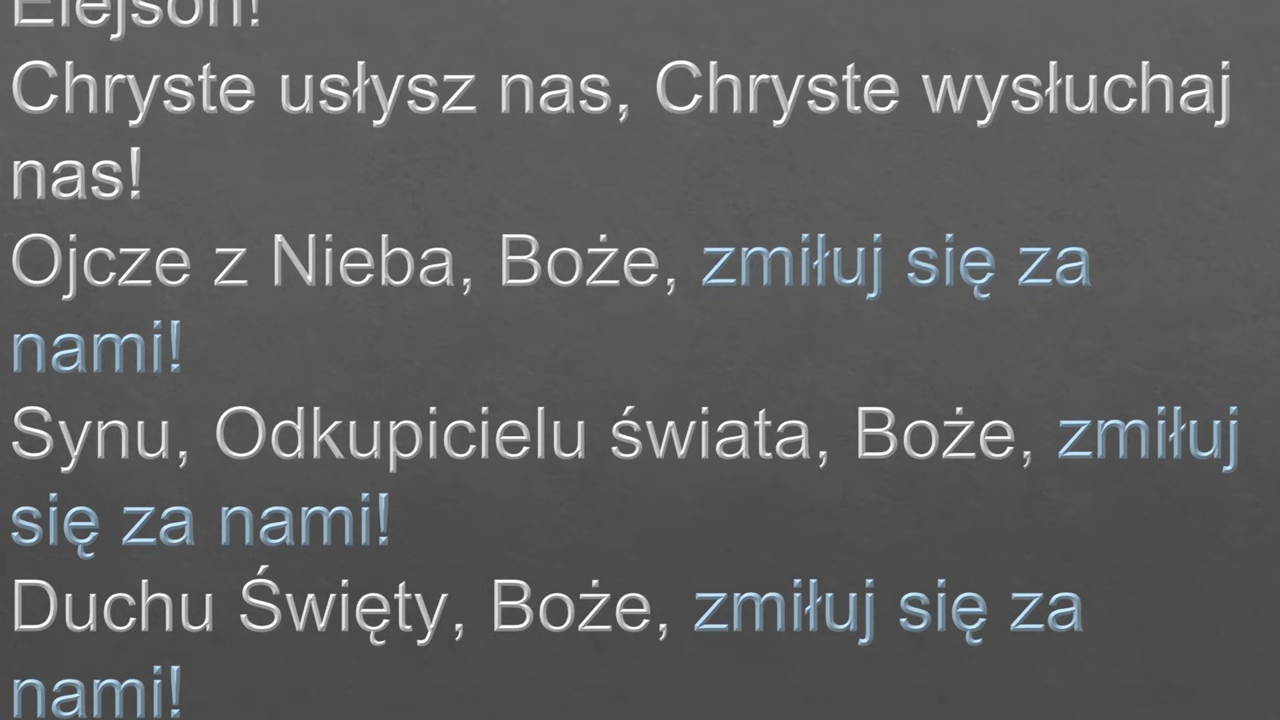 Elejson!
Chryste usłysz nas, Chryste wysłuchaj
nas!
Ojcze z Nieba, Boże, zmiłuj się za
nami!
Synu, Odkupicielu świata, Boże, zmiłuj
się za nami!
Duchu Święty, Boże, zmiłuj się za
nami!